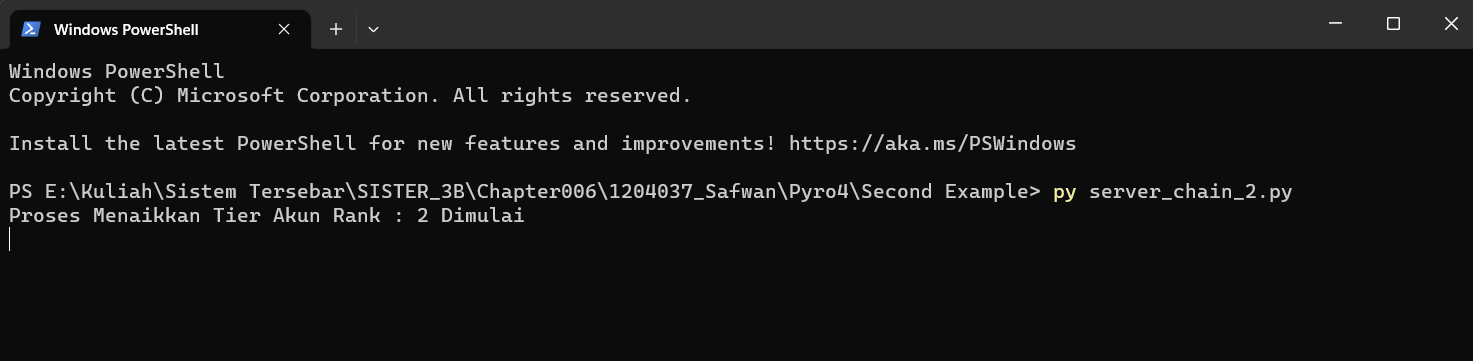 Windows PowerShell
Windows PowerShell
Copyright (C) Microsoft Corporation. All rights reserved.
Install the latest PowerShell for new features and improvements! https://aka.ms/PSWindows
PS E:\Kuliah\Sistem Tersebar\SISTER_3B\Chapter006\1204037_Safwan\Pyro4\Second Example> py server_chain_2.py
Proses Menaikkan Tier Akun Rank : 2 Dimulai